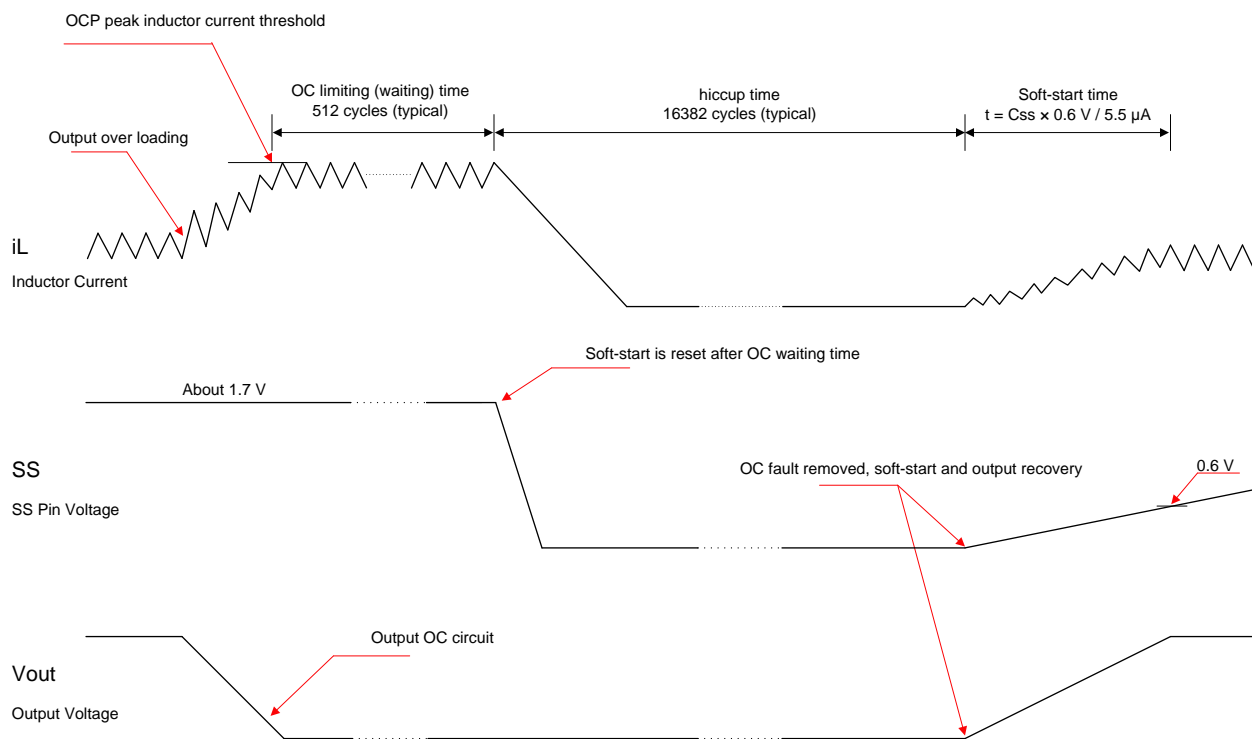 OCP peak inductor current threshold
OC limiting (waiting) time
512 cycles (typical)
hiccup time
16382 cycles (typical)
Soft-start time
t = Css × 0.6 V / 5.5 µA
Output over loading
iL
Inductor Current
Soft-start is reset after OC waiting time
About 1.7 V
SS
SS Pin Voltage
OC fault removed, soft-start and output recovery
0.6 V
Output OC circuit
Vout
Output Voltage